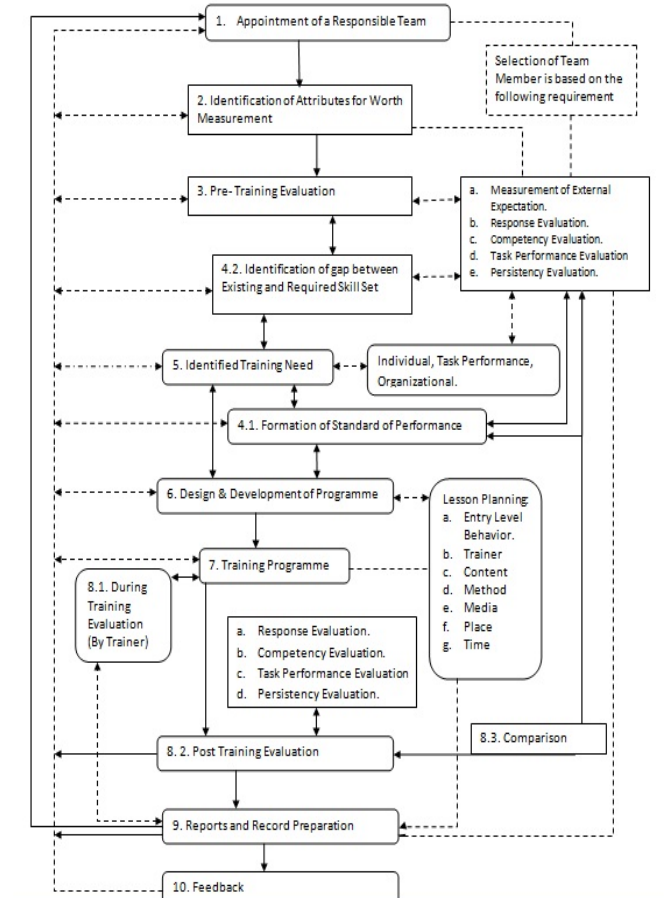 1. Appointment of a Responsible Team
Selection of Team
Member is based on the
following requirement
2. Identification of Attributes for Worth
Measurement
3. Pre- Training Evaluation
a. Measurement of External
Expectation.
b. Response Evaluation.
c. Competency Evaluation.
d. Task Performance Evaluation
e. Persistency Evaluation.
4.2. Identification of gap between
Existing and Required Skill Set
5. Identified Training Need
Individual, Task Performance,
Organizational.
4.1. Formation of Standard of Performance
6. Design & Development of Programme
Lesson Planning:
a. Entry Level
Behavior.
b. Trainer
c. Content
d. Method
e. Media
f. Place
g. Time
7. Training Programme
8.1. During
Training
Evaluation
(By Trainer)
a. Response Evaluation.
b. Competency Evaluation.
c. Task Performance Evaluation
d. Persistency Evaluation.
8.3. Comparison
8. 2. Post Training Evaluation
9. Reports and Record Preparation
10. Feedback